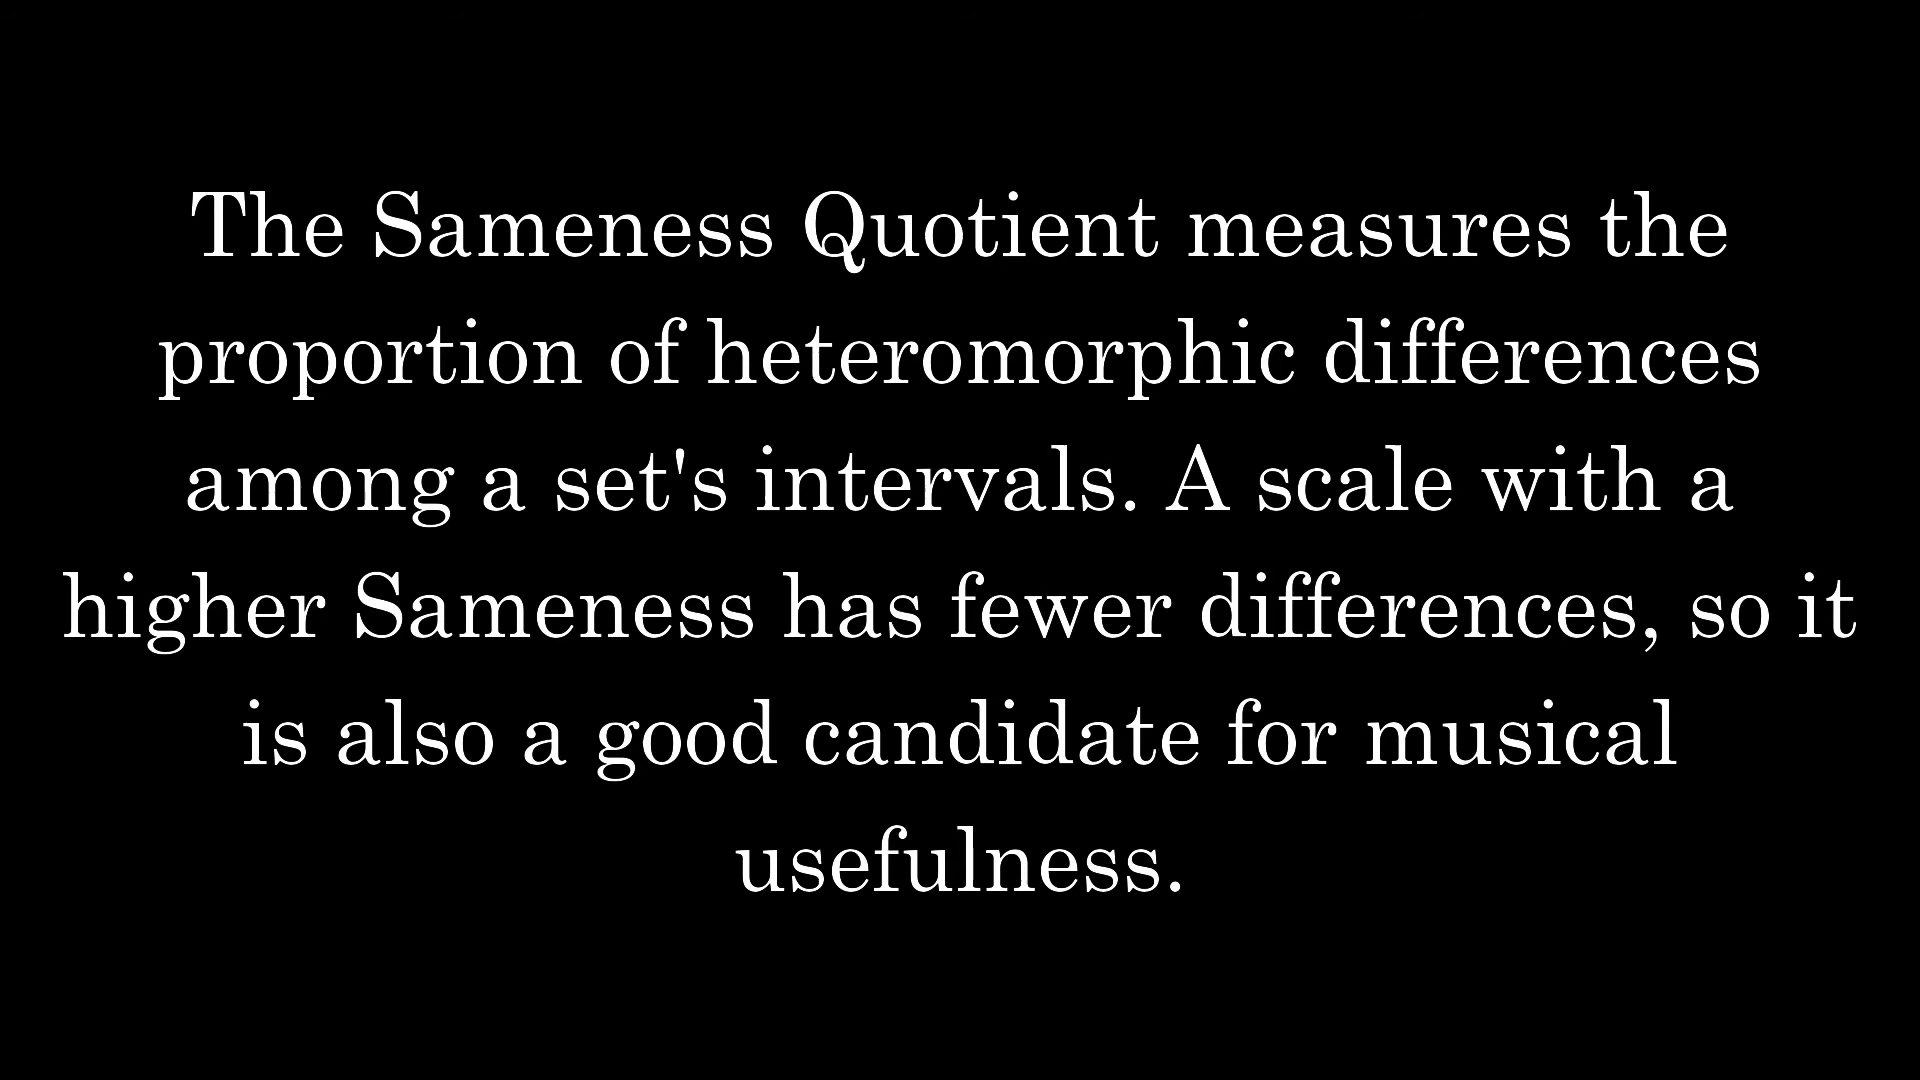 The Sameness Quotient measures the
proportion of heteromorphic differences
among a set's intervals. A scale with a
higher Sameness has fewer differences, so it
is also a good candidate for musical
usefulness.